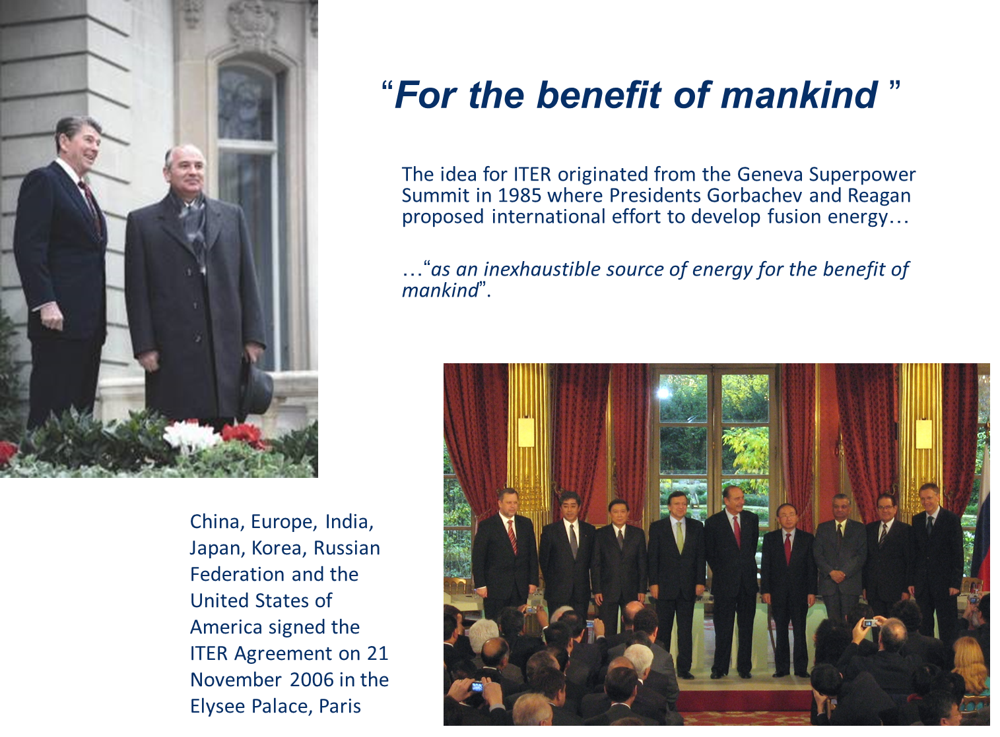 “For the benefit of mankind ”
The idea for ITER originated from the Geneva Superpower
Summit in 1985 where Presidents Gorbachev and Reagan
proposed international effort to develop fusion energy…
…“as an inexhaustible source of energy for the benefit of
mankind”.
China, Europe, India,
Japan, Korea, Russian
Federation and the
United States of
America signed the
ITER Agreement on 21
November 2006 in the
Elysee Palace, Paris